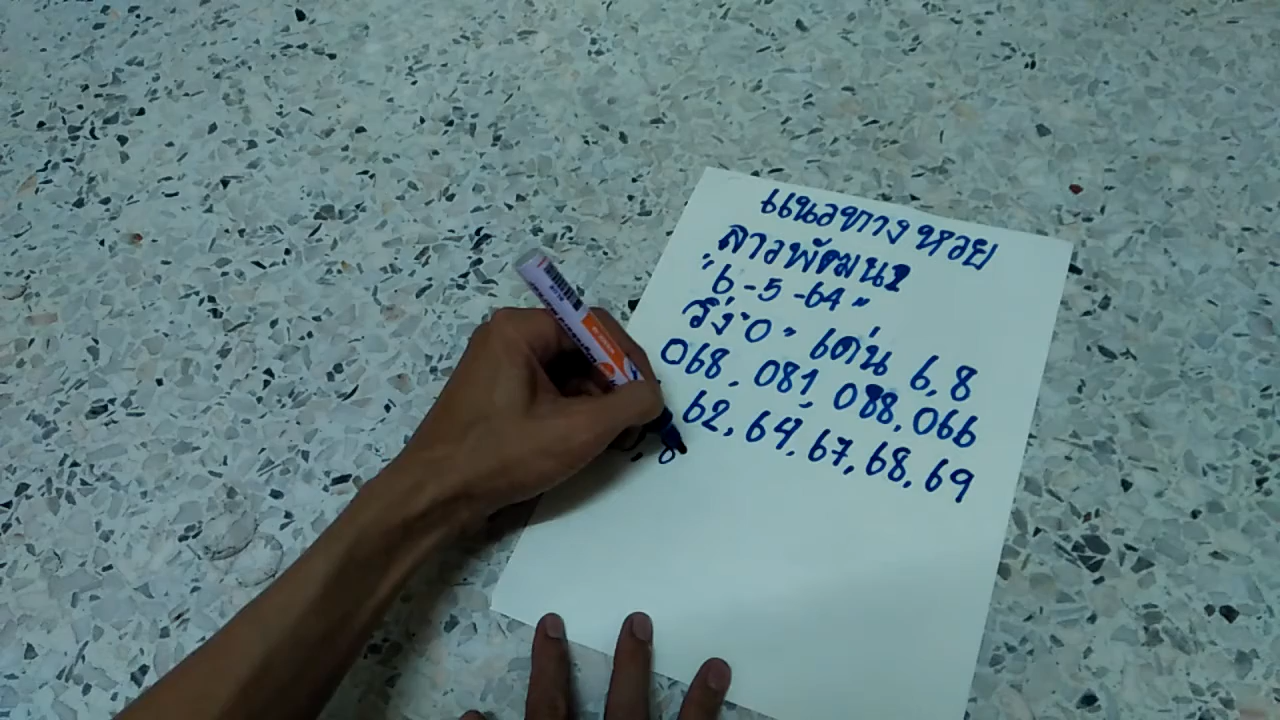 แนวทางหวย
ลาวพัฒนา
"6-5-64"
วิ่ง "0" เด่น 6,8
068, 081, 088, 066
62, 64, 67, 68, 69